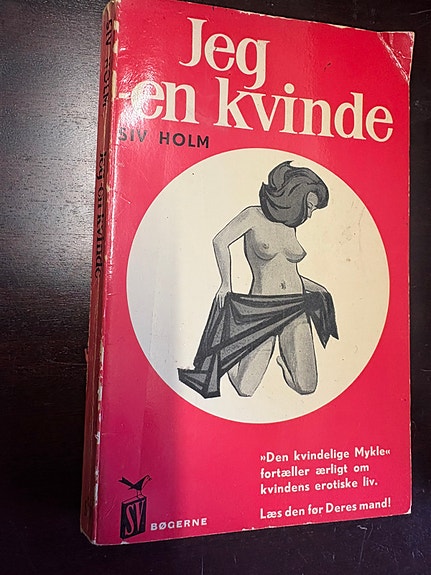 Jeg
-en kvinde
SIV HOLM
»Den kvindelige Mykle«
fortæller ærligt om
kvindens erotiske liv.
Læs den før Deres mand!
SV
BØGERNE
SIV HOLM
Jeg en kvinde